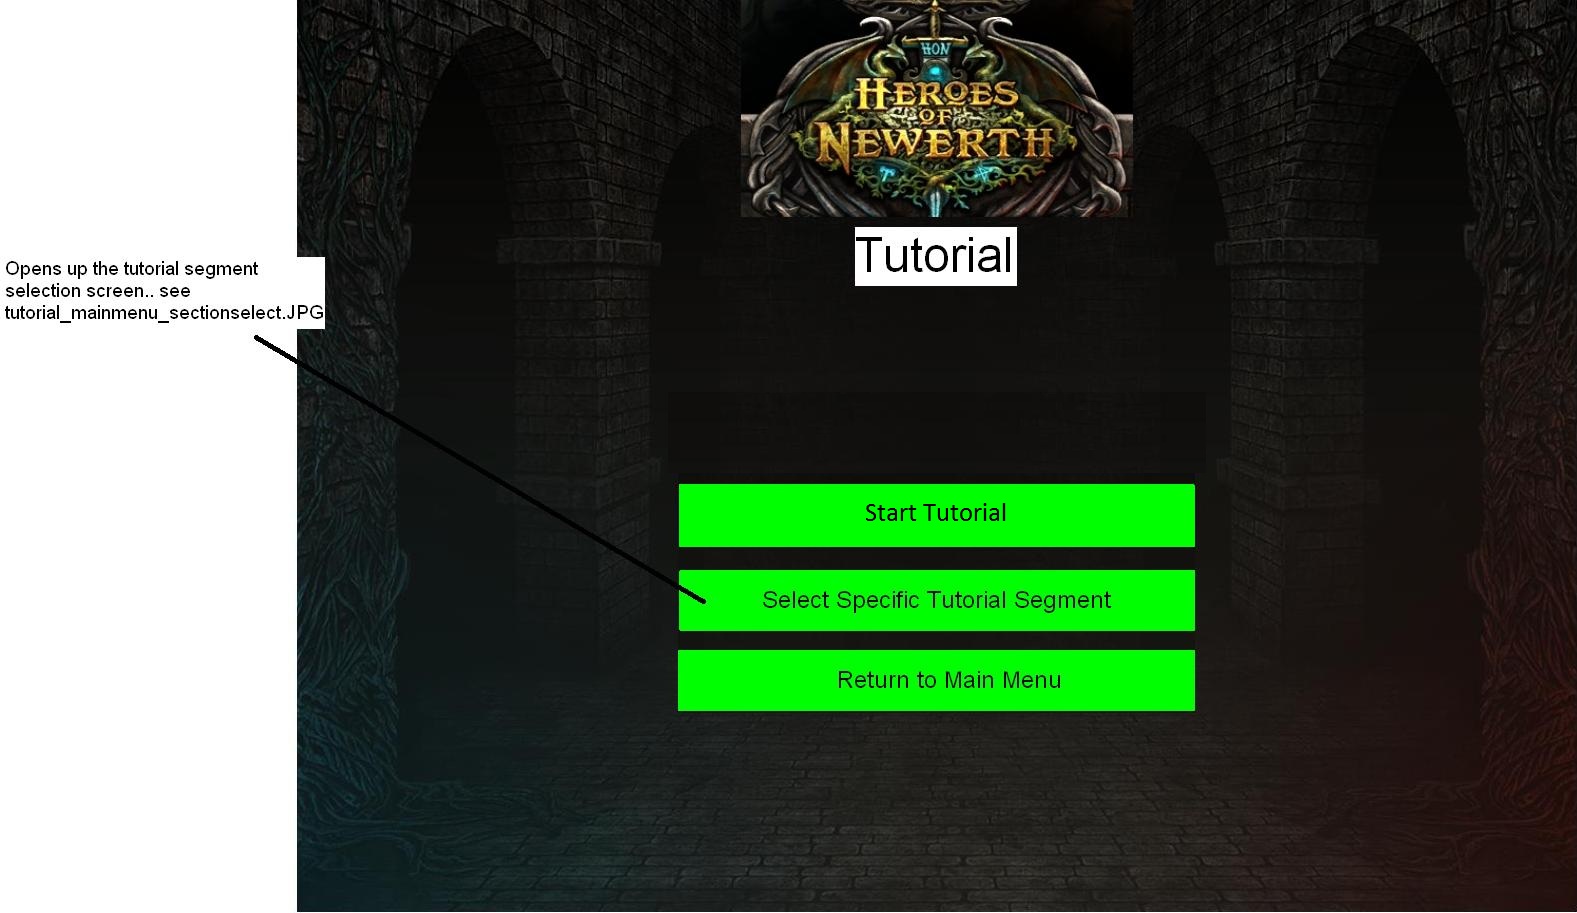 HON
HEROES
OF
NEWERTH
Tutorial
Opens up the tutorial segment
selection screen.. see
tutorial_mainmenu_sectionselect.JPG
Start Tutorial
Select Specific Tutorial Segment
Return to Main Menu